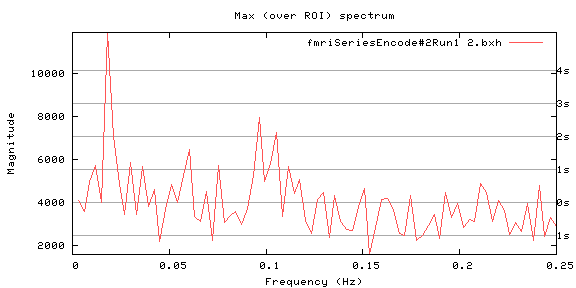 Max (over ROI) spectrum
fmriSeriesEncode#2Run1 2.bxh
10000
8000
6000
4000
2000
4s
3s
2s
1s
0s
1s
Magnitude
0
0.05
0.1
0.15
0.2
0.25
Frequency (Hz)